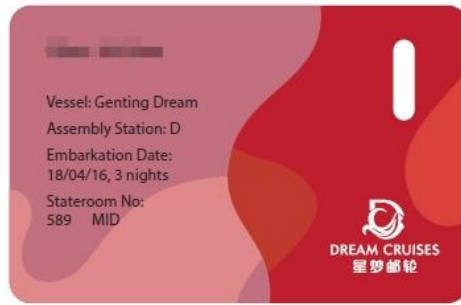 Vessel: Genting Dream
Assembly Station: D
Embarkation Date:
18/04/16, 3 nights
Stateroom No:
589 MID
DREAM CRUISES
星梦邮轮